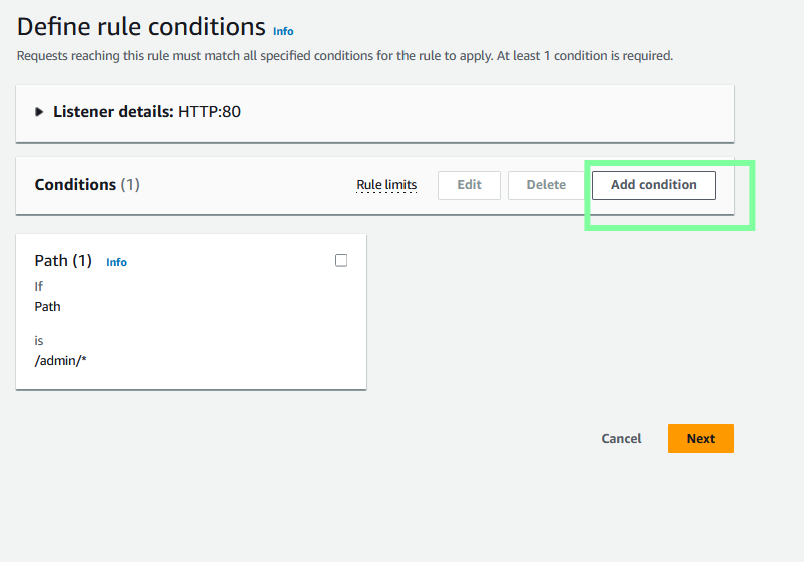 Define rule conditions Info
Requests reaching this rule must match all specified conditions for the rule to apply. At least 1 condition is required.
Listener details: HTTP:80
Conditions (1) Rule limits Edit Delete Add condition
Path (1) Info
If
Path
is
/admin/*
Cancel Next